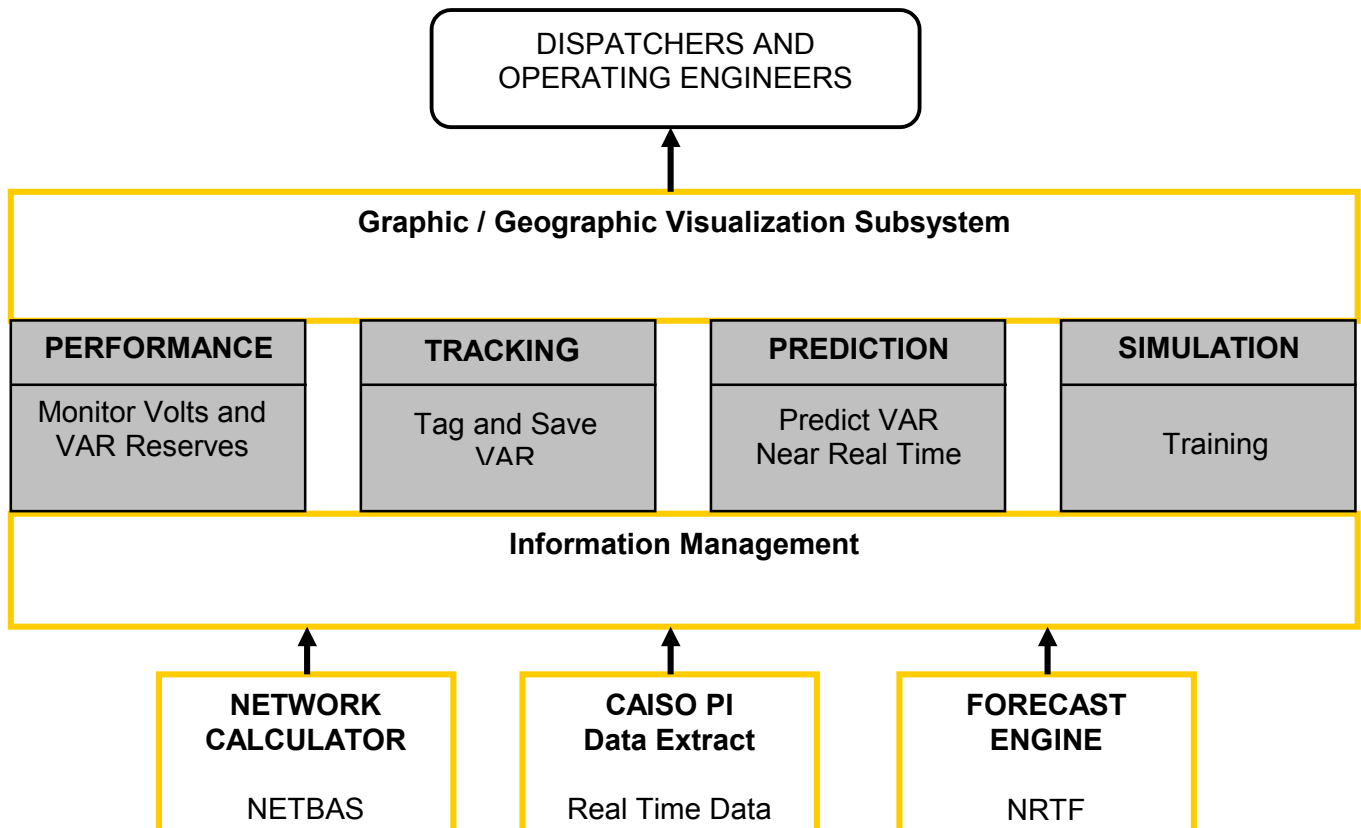 DISPATCHERS AND
OPERATING ENGINEERS
Graphic / Geographic Visualization Subsystem
PERFORMANCE
Monitor Volts and
VAR Reserves
TRACKING
Tag and Save
VAR
PREDICTION
Predict VAR
Near Real Time
SIMULATION
Training
Information Management
NETWORK
CALCULATOR
NETBAS
CAISO PI
Data Extract
Real Time Data
FORECAST
ENGINE
NRTF